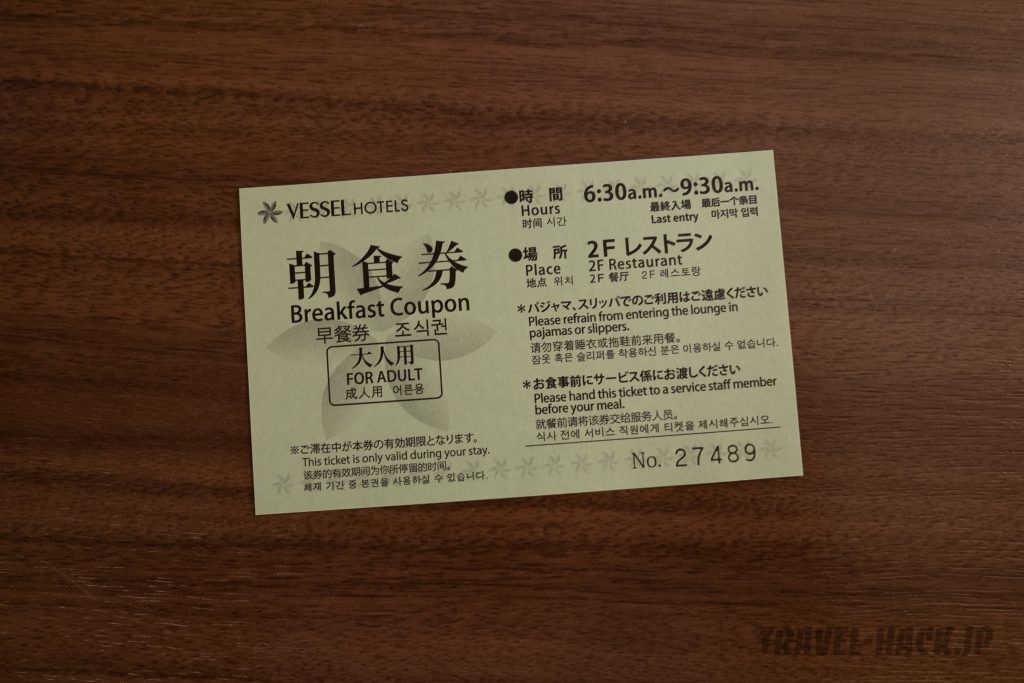 VESSEL HOTELS
朝食券
Breakfast Coupon
早餐券 조식권
大人用
FOR ADULT
成人用 어른용
※ご滞在中が本券の有効期限となります。
This ticket is only valid during your stay.
该券的有效期间为你所停留的时间。
체재 기간 중 본권을 사용하실 수 있습니다.
●時間 6:30a.m.～9:30a.m.
Hours 最終入場 最后一个条目
时间 시간 Last entry 마지막 입력
●場所 2F レストラン
Place 2F Restaurant
地点 위치 2F 餐厅 2F 레스토랑
＊パジャマ、スリッパでのご利用はご遠慮ください
Please refrain from entering the lounge in
pajamas or slippers.
请勿穿着睡衣或拖鞋前来用餐。
잠옷 혹은 슬리퍼를 착용하신 분은 이용하실 수 없습니다.
＊お食事前にサービス係にお渡しください
Please hand this ticket to a service staff member
before your meal.
就餐前请将该券交给服务人员。
식사 전에 서비스 직원에게 티켓을 제시해주십시오.
No. 27489
TRAVEL-HACK.JP